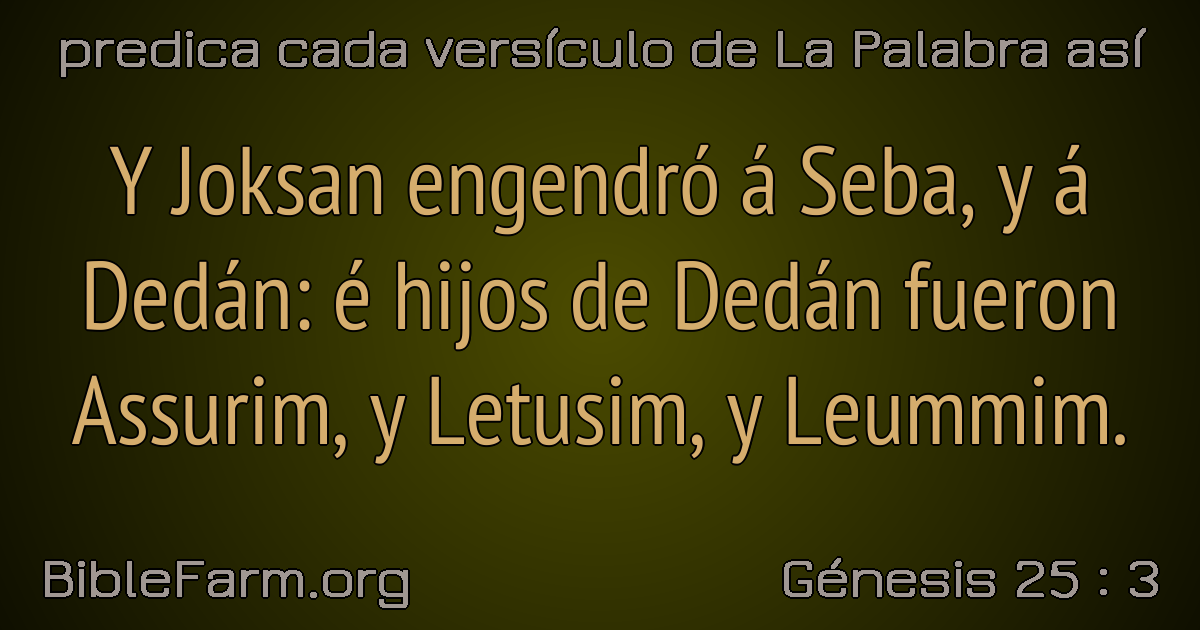 predica cada versículo de La Palabra así
Y Joksan engendró á Seba, y á
Dedán: é hijos de Dedán fueron
Assurim, y Letusim, y Leummim.
BibleFarm.org
Génesis 25 : 3